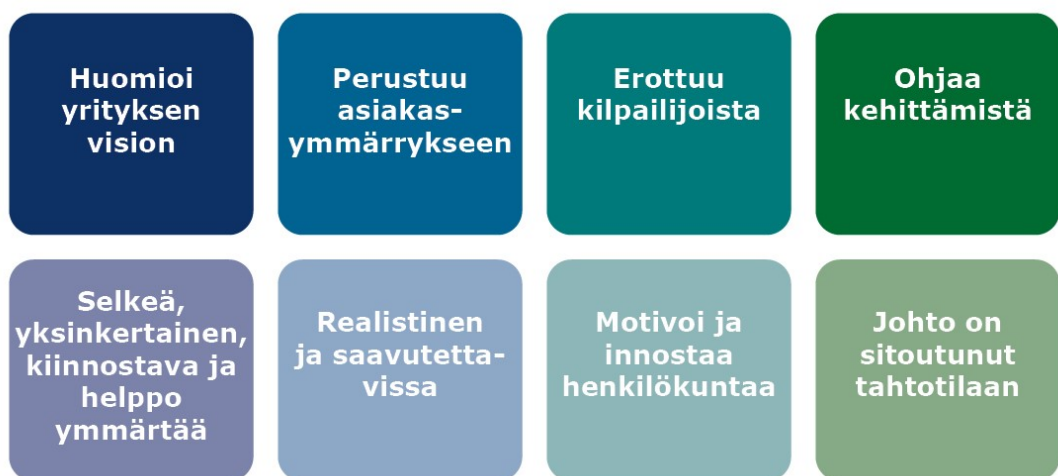 Huomioi
yrityksen
vision
Perustuu
asiakas-
ymmärrykseen
Erottuu
kilpailijoista
Ohjaa
kehittämistä
Selkeä,
yksinkertainen,
kiinnostava ja
helppo
ymmärtää
Realistinen
ja saavutetta-
vissa
Motivoi ja
innostaa
henkilökuntaa
Johto on
sitoutunut
tahtotilaan